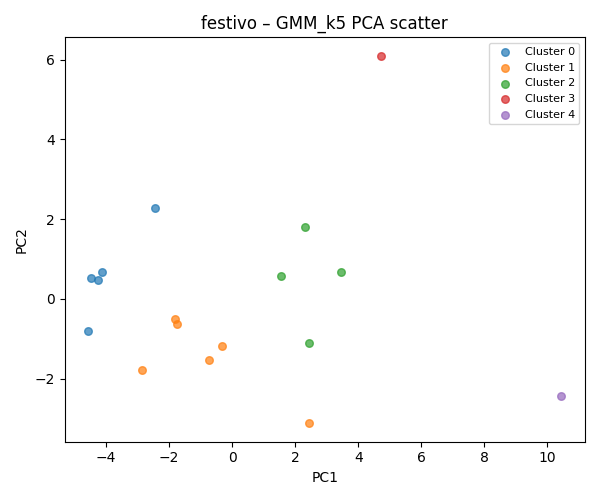 festivo – GMM_k5 PCA scatter
Cluster 0
Cluster 1
Cluster 2
Cluster 3
Cluster 4
6
4
2
0
−2
PC2
−4 −2 0 2 4 6 8 10
PC1